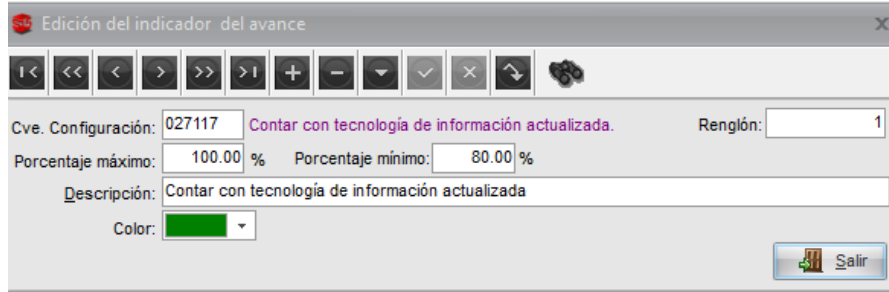 Edición del indicador del avance
Cve. Configuración: 027117 Contar con tecnología de información actualizada. Renglón: 1
Porcentaje máximo: 100.00 % Porcentaje mínimo: 80.00 %
Descripción: Contar con tecnología de información actualizada
Color:
Salir